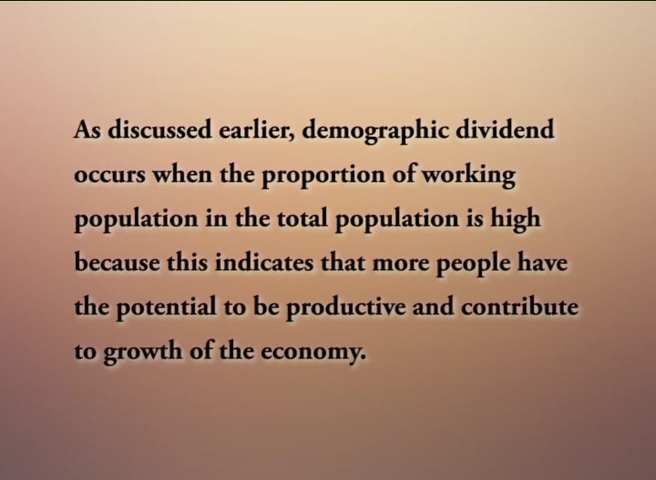 As discussed earlier, demographic dividend
occurs when the proportion of working
population in the total population is high
because this indicates that more people have
the potential to be productive and contribute
to growth of the economy.